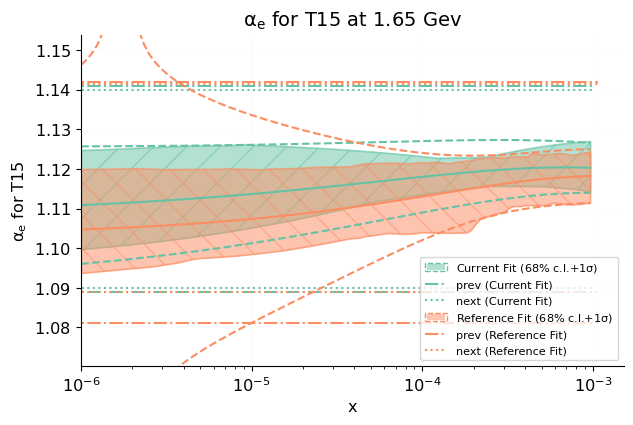 αe for T15 at 1.65 Gev
αe for T15
1.15
1.14
1.13
1.12
1.11
1.10
1.09
1.08
10−6
10−5
10−4
10−3
x
Current Fit (68% c.l.+1σ)
prev (Current Fit)
next (Current Fit)
Reference Fit (68% c.l.+1σ)
prev (Reference Fit)
next (Reference Fit)